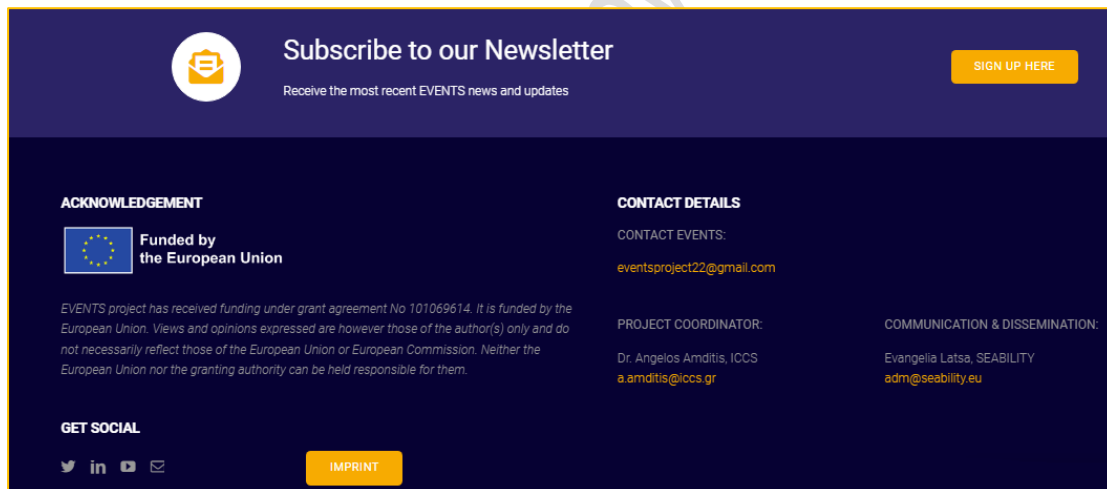 Subscribe to our Newsletter
Receive the most recent EVENTS news and updates
SIGN UP HERE
ACKNOWLEDGEMENT
Funded by
the European Union
EVENTS project has received funding under grant agreement No 101069614. It is funded by the
European Union. Views and opinions expressed are however those of the author(s) only and do
not necessarily reflect those of the European Union or European Commission. Neither the
European Union nor the granting authority can be held responsible for them.
GET SOCIAL
IMPRINT
CONTACT DETAILS
CONTACT EVENTS:
eventsproject22@gmail.com
PROJECT COORDINATOR:
Dr. Angelos Amditis, ICCS
a.amditis@iccs.gr
COMMUNICATION & DISSEMINATION:
Evangelia Latsa, SEABILITY
adm@seability.eu